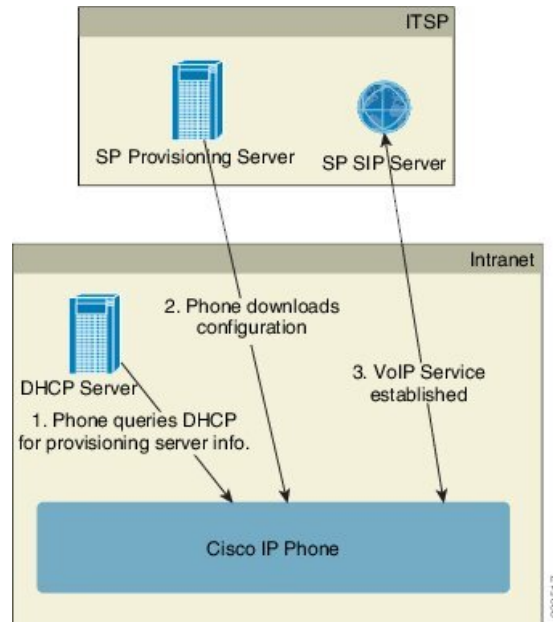 ITSP
SP Provisioning Server
SP SIP Server
Intranet
2. Phone downloads
configuration
DHCP Server
3. VoIP Service
established
1. Phone queries DHCP
for provisioning server info.
Cisco IP Phone